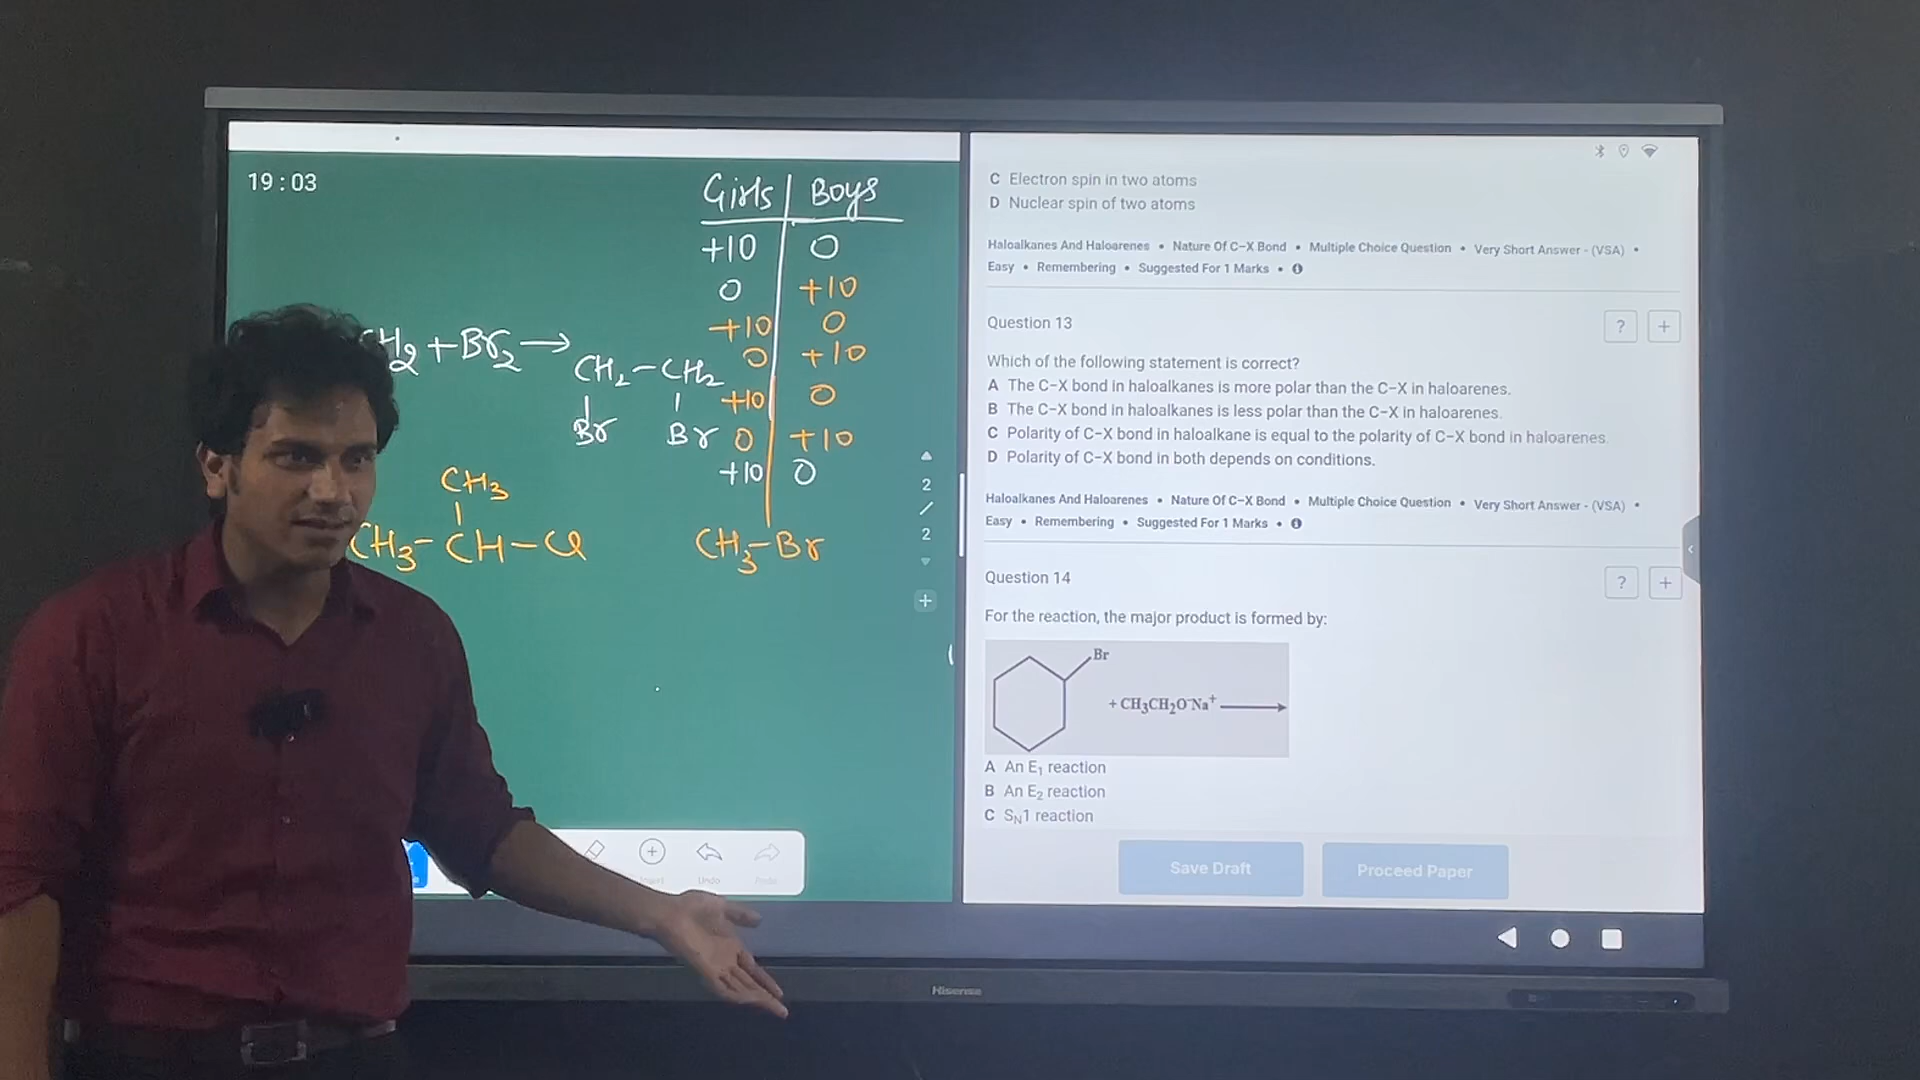 19:03
Girls | Boys
+10 | 0
0 | +10
+10 | 0
0 | +10
+10 | 0
0 | +10
+10 | 0
H2 + Br2 →
CH2-CH2
Br Br
CH3
CH3-CH-Cl
CH3-Br
2
/
2
+
Undo
C Electron spin in two atoms
D Nuclear spin of two atoms
Haloalkanes And Haloarenes • Nature Of C-X Bond • Multiple Choice Question • Very Short Answer - (VSA) •
Easy • Remembering • Suggested For 1 Marks •
Question 13
? +
Which of the following statement is correct?
A The C-X bond in haloalkanes is more polar than the C-X in haloarenes.
B The C-X bond in haloalkanes is less polar than the C-X in haloarenes.
C Polarity of C-X bond in haloalkane is equal to the polarity of C-X bond in haloarenes
D Polarity of C-X bond in both depends on conditions.
Haloalkanes And Haloarenes • Nature Of C-X Bond • Multiple Choice Question • Very Short Answer - (VSA) •
Easy • Remembering • Suggested For 1 Marks •
Question 14
? +
For the reaction, the major product is formed by:
Br
+ CH3CH2O⁻Na⁺ →
A An E1 reaction
B An E2 reaction
C SN1 reaction
Save Draft
Proceed Paper
Hisense